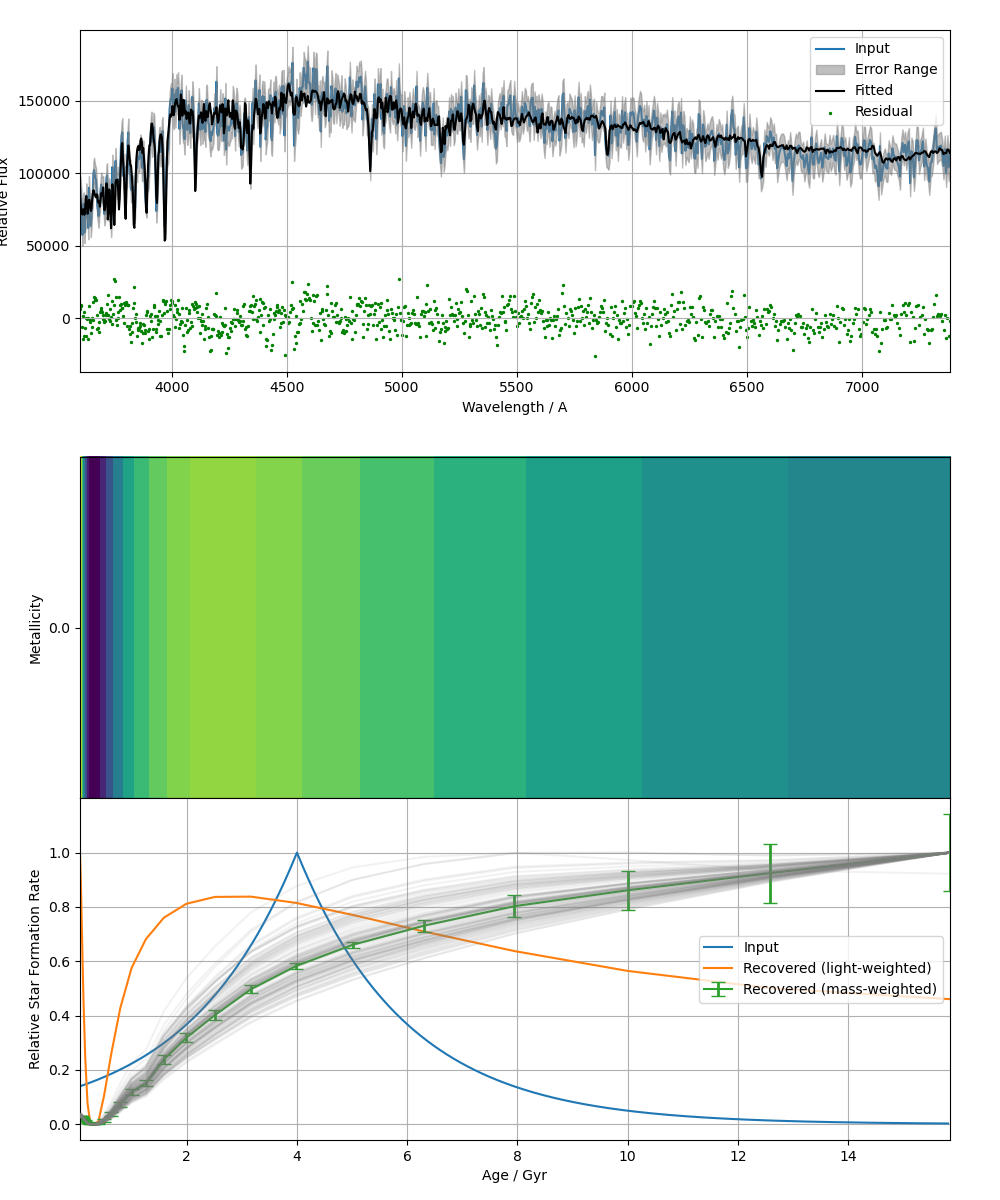 Relative Flux
150000
100000
50000
0
Input
Error Range
Fitted
Residual
4000 4500 5000 5500 6000 6500 7000
Wavelength / A
Metallicity
0.0
Relative Star Formation Rate
1.0
0.8
0.6
0.4
0.2
0.0
Input
Recovered (light-weighted)
Recovered (mass-weighted)
2 4 6 8 10 12 14
Age / Gyr